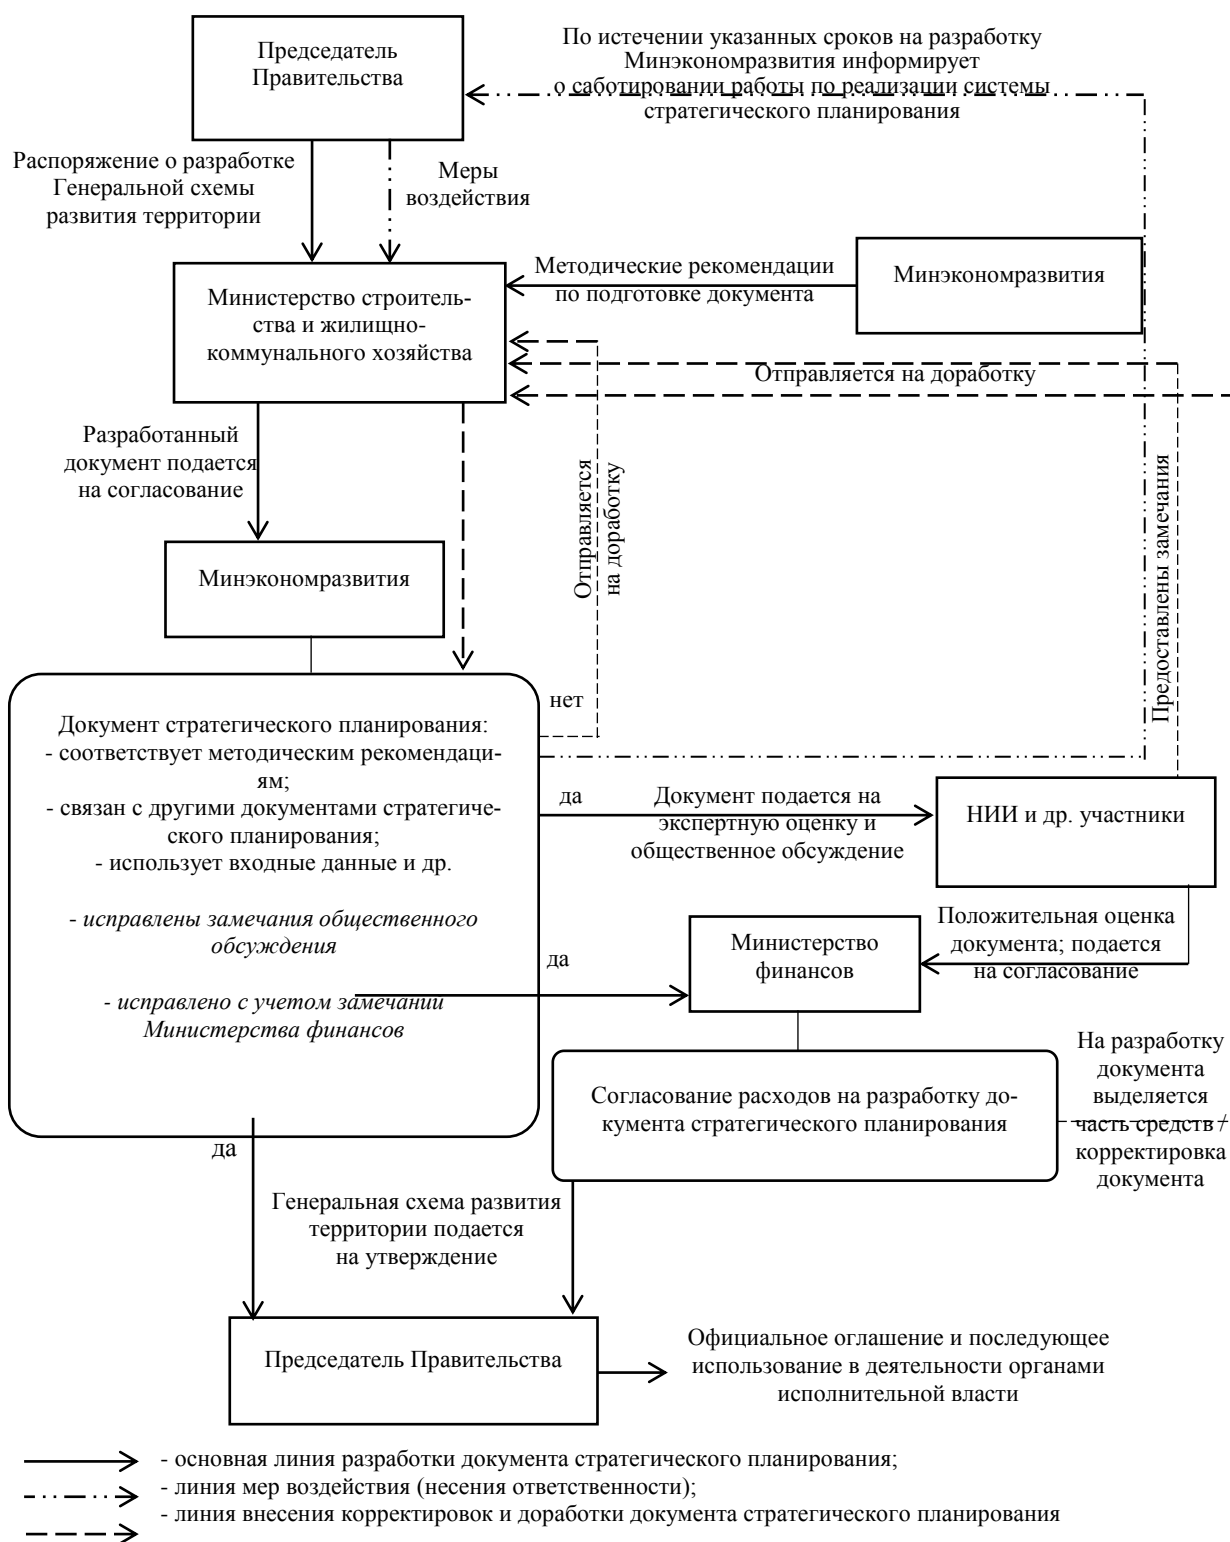 Председатель
Правительства
По истечении указанных сроков на разработку
Минэкономразвития информирует
о саботировании работы по реализации системы
стратегического планирования
Распоряжение о разработке
Генеральной схемы
развития территории
Меры
воздействия
Министерство строитель-
ства и жилищно-
коммунального хозяйства
Методические рекомендации
по подготовке документа
Минэкономразвития
Отправляется на доработку
Разработанный
документ подается
на согласование
Отправляется
на доработку
Предоставлены замечания
Минэкономразвития
нет
Документ стратегического планирования:
- соответствует методическим рекомендаци-
ям;
- связан с другими документами стратегиче-
ского планирования;
- использует входные данные и др.
- исправлены замечания общественного
обсуждения
- исправлено с учетом замечании
Министерства финансов
да
Документ подается на
экспертную оценку и
общественное обсуждение
НИИ и др. участники
Положительная оценка
документа; подается
на согласование
Министерство
финансов
да
Согласование расходов на разработку до-
кумента стратегического планирования
На разработку
документа
выделяется
часть средств /
корректировка
документа
да
Генеральная схема развития
территории подается
на утверждение
Председатель Правительства
Официальное оглашение и последующее
использование в деятельности органами
исполнительной власти
- основная линия разработки документа стратегического планирования;
- линия мер воздействия (несения ответственности);
- линия внесения корректировок и доработки документа стратегического планирования